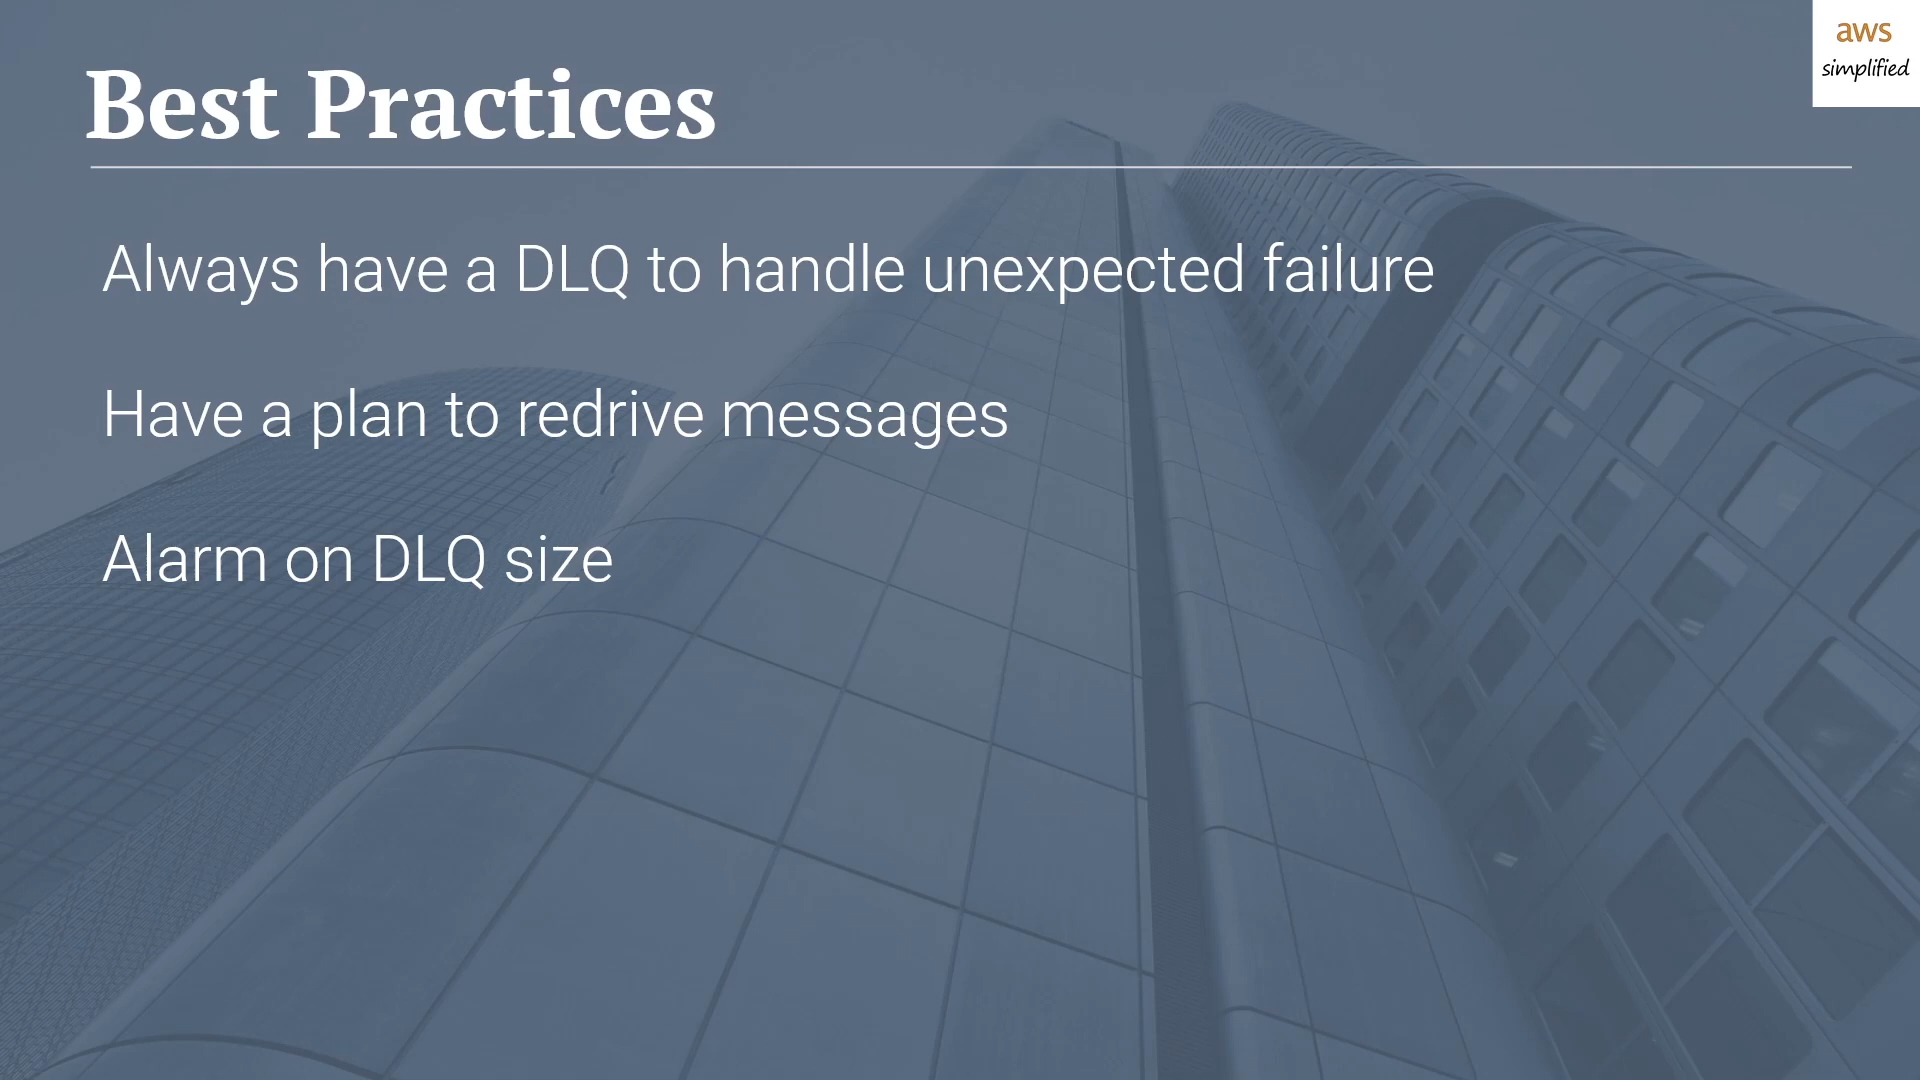 aws
simplified
Best Practices
Always have a DLQ to handle unexpected failure
Have a plan to redrive messages
Alarm on DLQ size